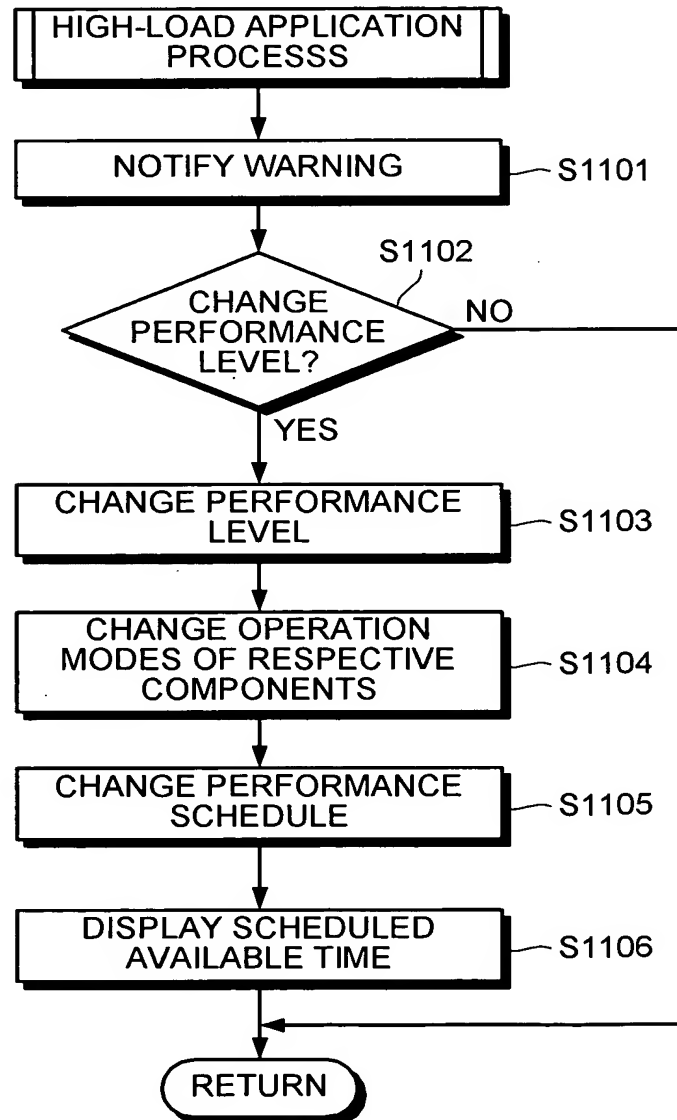 HIGH-LOAD APPLICATION
PROCESSS
NOTIFY WARNING
S1101
S1102
CHANGE
PERFORMANCE
LEVEL?
NO
YES
CHANGE PERFORMANCE
LEVEL
S1103
CHANGE OPERATION
MODES OF RESPECTIVE
COMPONENTS
S1104
CHANGE PERFORMANCE
SCHEDULE
S1105
DISPLAY SCHEDULED
AVAILABLE TIME
S1106
RETURN